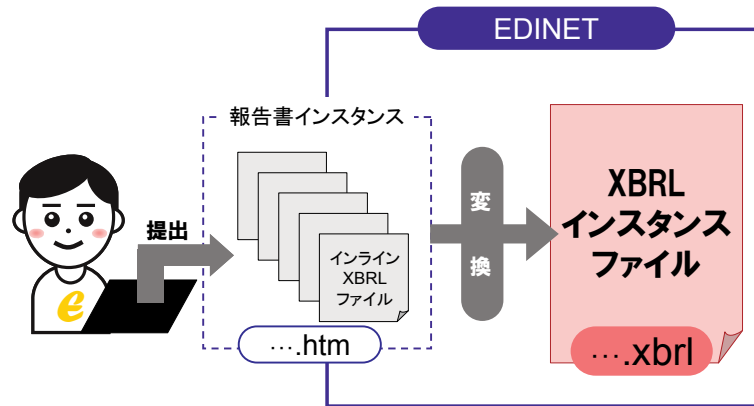 EDINET
報告書インスタンス
提出
e
インライン
XBRL
ファイル
….htm
変
換
XBRL
インスタンス
ファイル
….xbrl